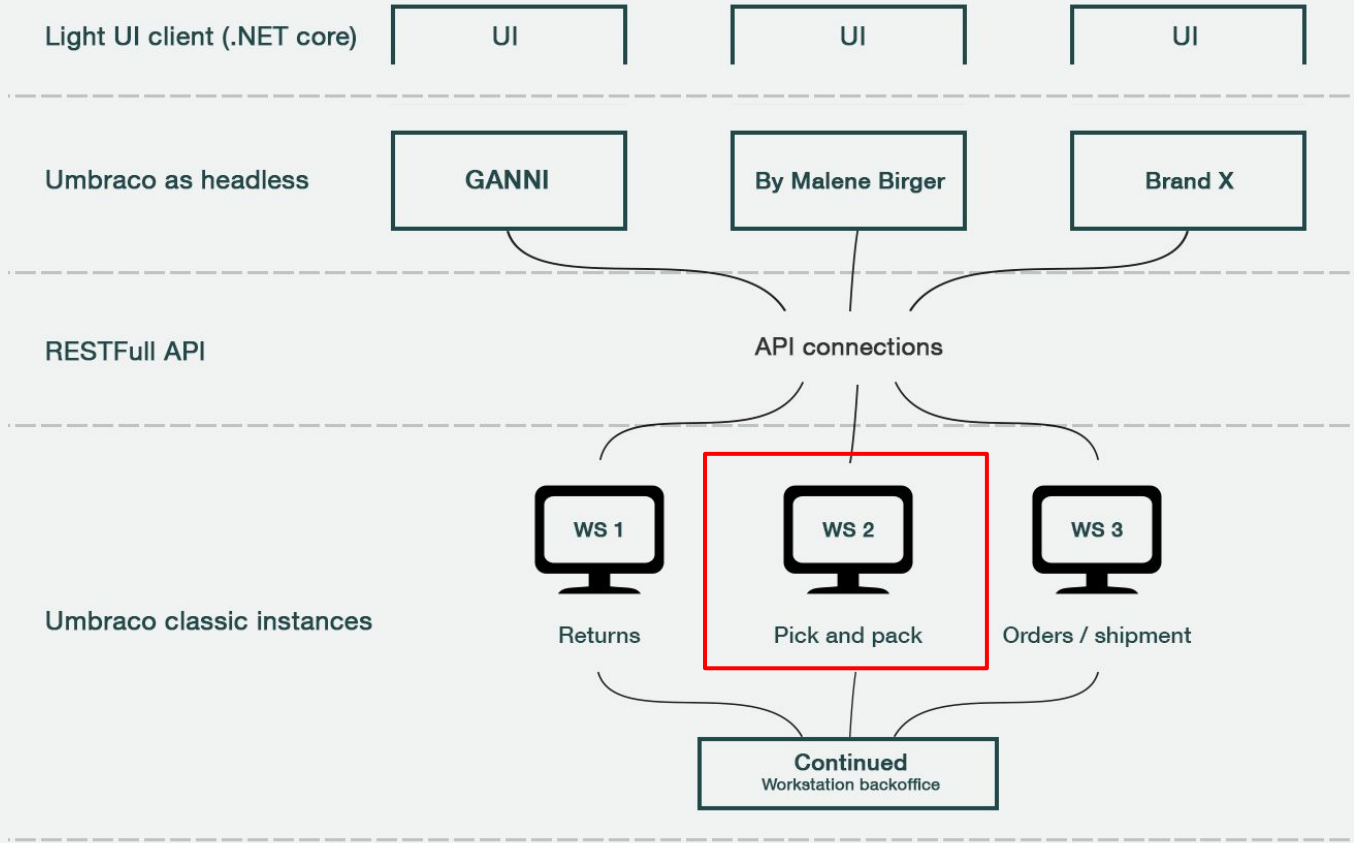 Light UI client (.NET core)
UI
UI
UI
Umbraco as headless
GANNI
By Malene Birger
Brand X
RESTFull API
API connections
WS 1
WS 2
WS 3
Umbraco classic instances
Returns
Pick and pack
Orders / shipment
Continued
Workstation backoffice